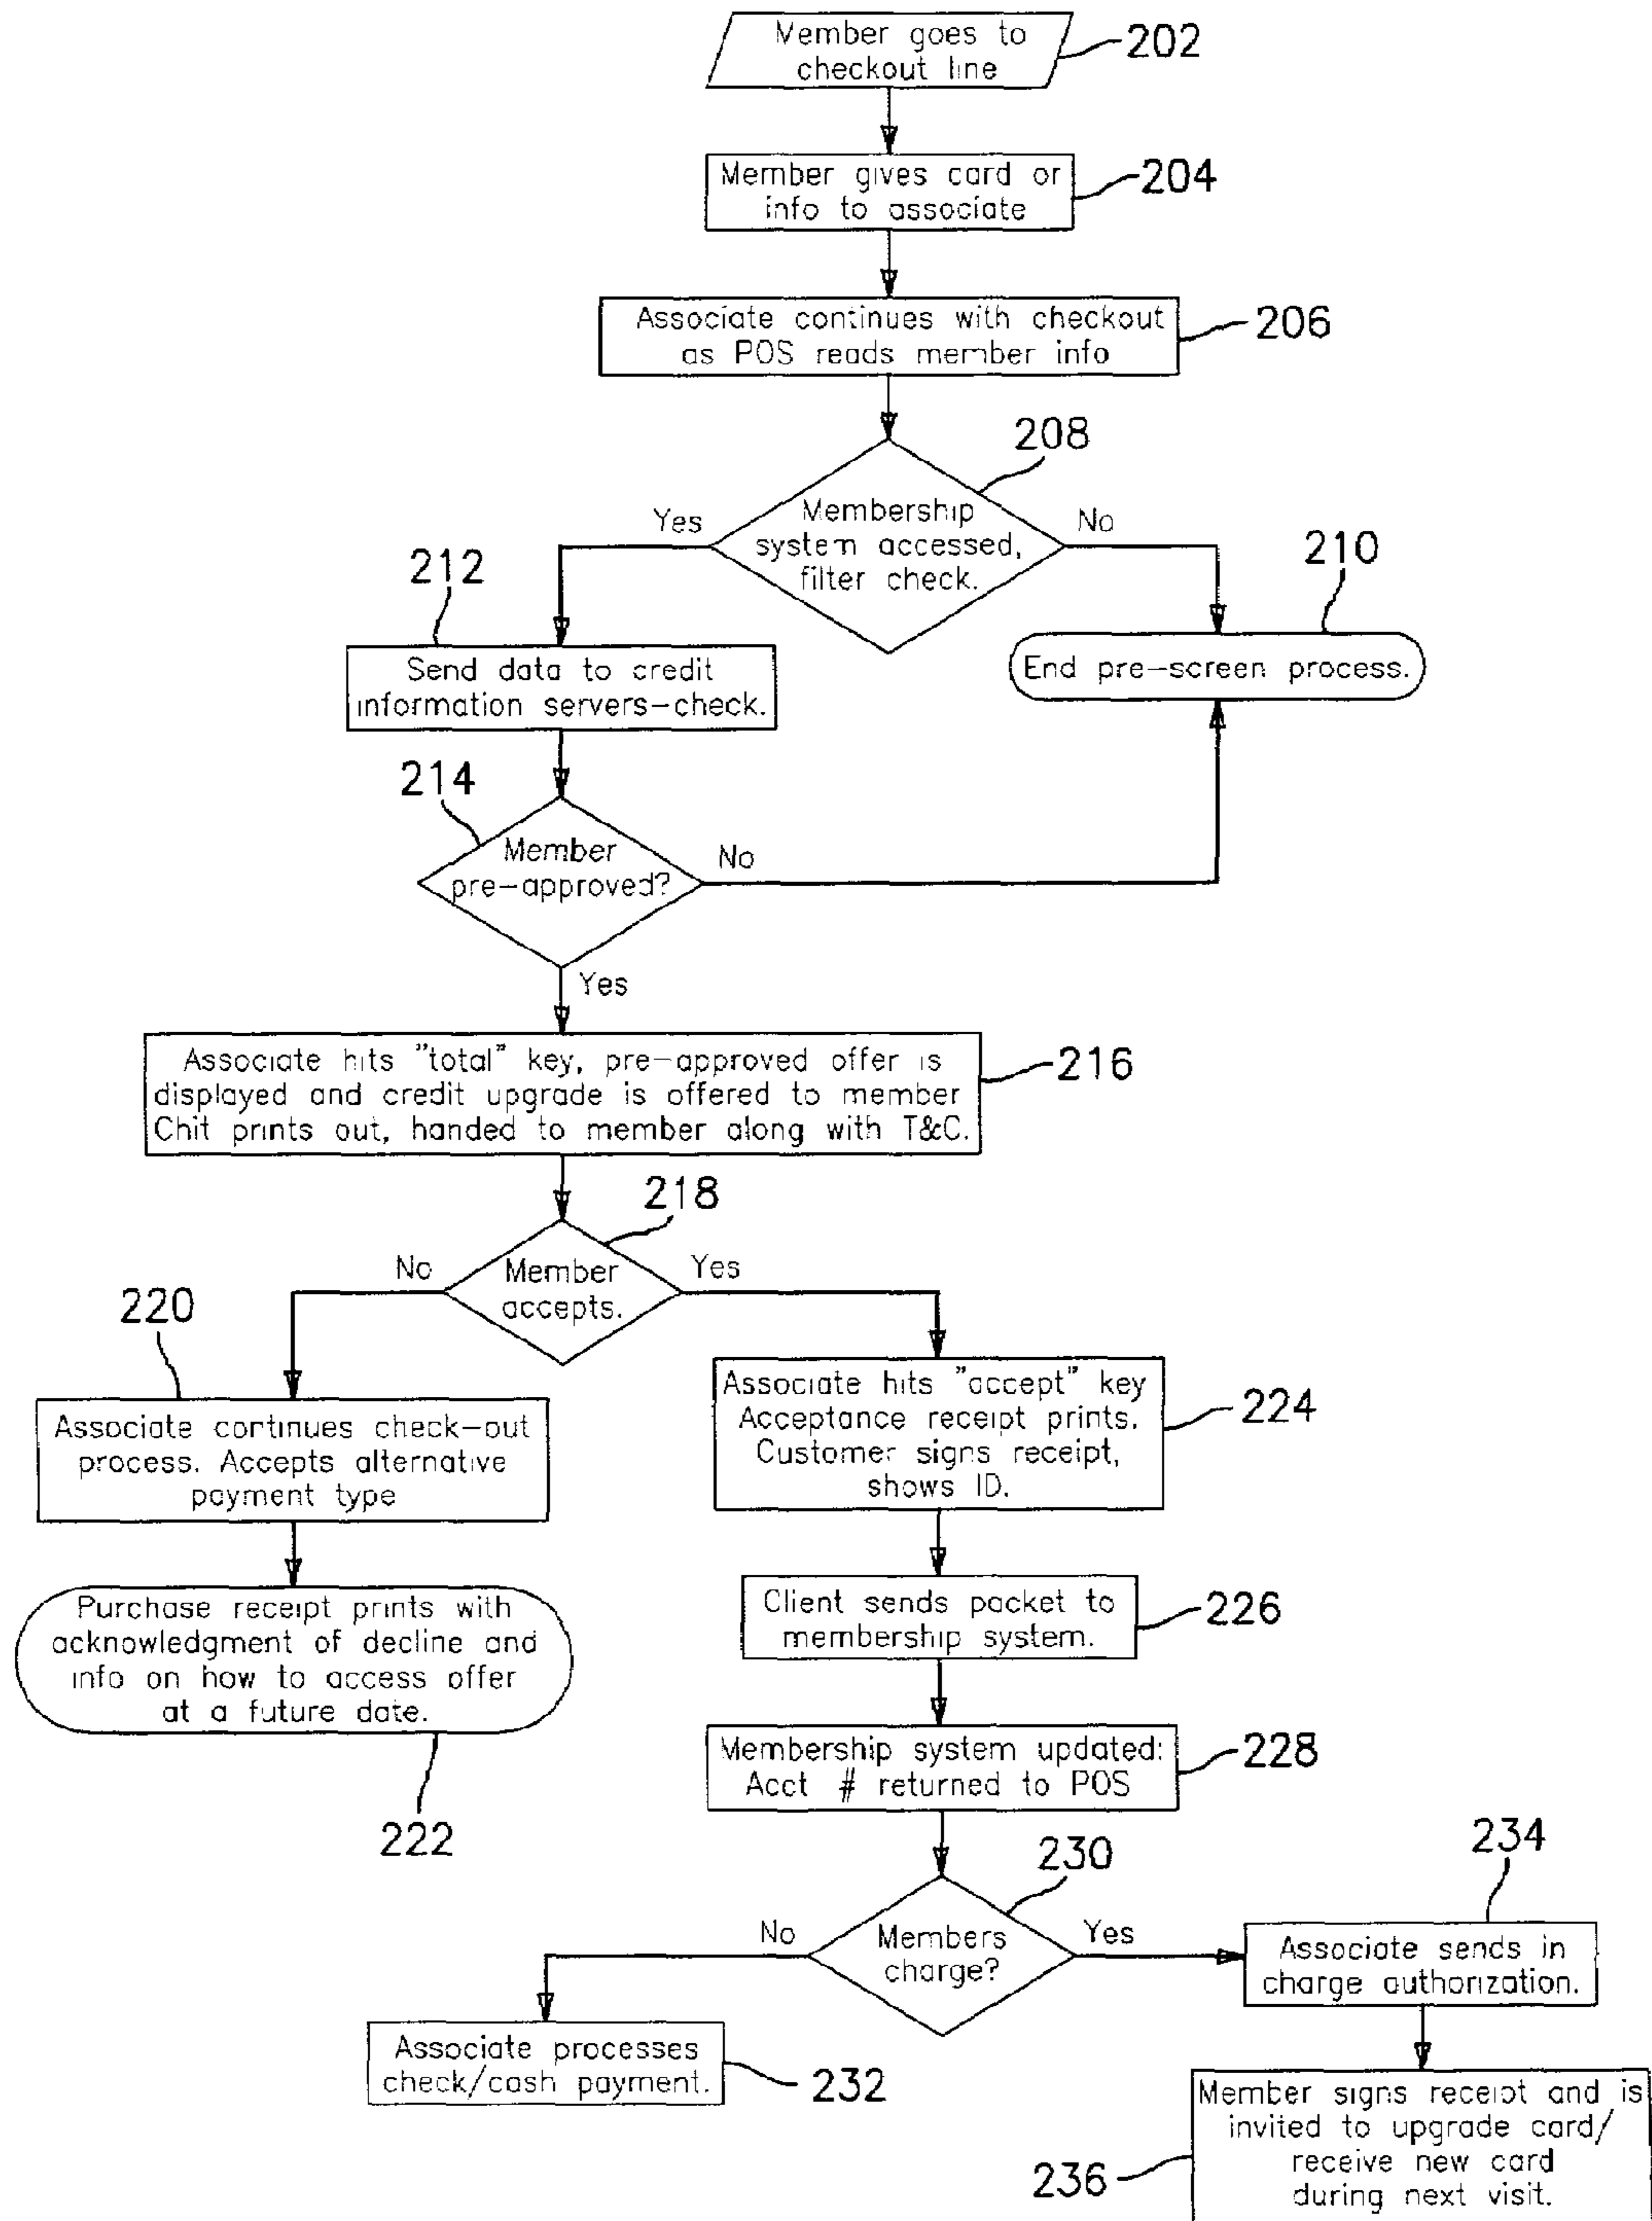 Member goes to
checkout line
202
Member gives card or
info to associate
204
Associate continues with checkout
as POS reads member info
206
208
Membership
system accessed,
filter check.
Yes
No
212
210
Send data to credit
information servers-check.
End pre-screen process.
214
Member
pre-approved?
No
Yes
Associate hits "total" key, pre-approved offer is
displayed and credit upgrade is offered to member
Chit prints out, handed to member along with T&C.
216
218
Member
accepts.
No
Yes
220
Associate continues check-out
process. Accepts alternative
payment type
Associate hits "accept" key
Acceptance receipt prints.
Customer signs receipt,
shows ID.
224
Purchase receipt prints with
acknowledgment of decline and
info on how to access offer
at a future date.
222
Client sends packet to
membership system.
226
Membership system updated:
Acct # returned to POS
228
230
Members
charge?
No
Yes
234
Associate sends in
charge authorization.
Associate processes
check/cash payment.
232
Member signs receipt and is
invited to upgrade card/
receive new card
during next visit.
236